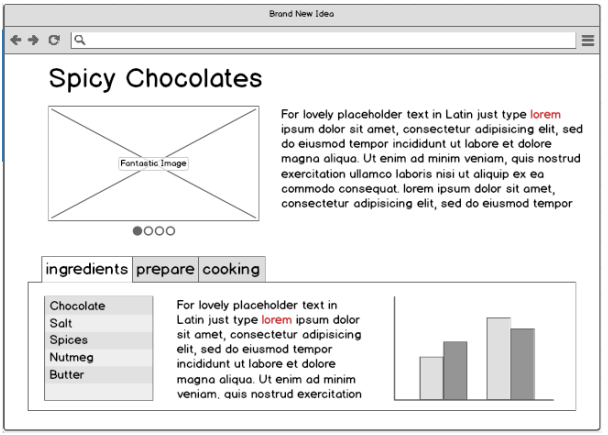 Brand New Idea
Spicy Chocolates
Fantastic Image
For lovely placeholder text in Latin just type lorem
ipsum dolor sit amet, consectetur adipisicing elit, sed
do eiusmod tempor incididunt ut labore et dolore
magna aliqua. Ut enim ad minim veniam, quis nostrud
exercitation ullamco laboris nisi ut aliquip ex ea
commodo consequat. lorem ipsum dolor sit amet,
consectetur adipisicing elit, sed do eiusmod tempor
ingredients prepare cooking
Chocolate
Salt
Spices
Nutmeg
Butter
For lovely placeholder text in
Latin just type lorem ipsum dolor
sit amet, consectetur adipisicing
elit, sed do eiusmod tempor
incididunt ut labore et dolore
magna aliqua. Ut enim ad minim
veniam, quis nostrud exercitation